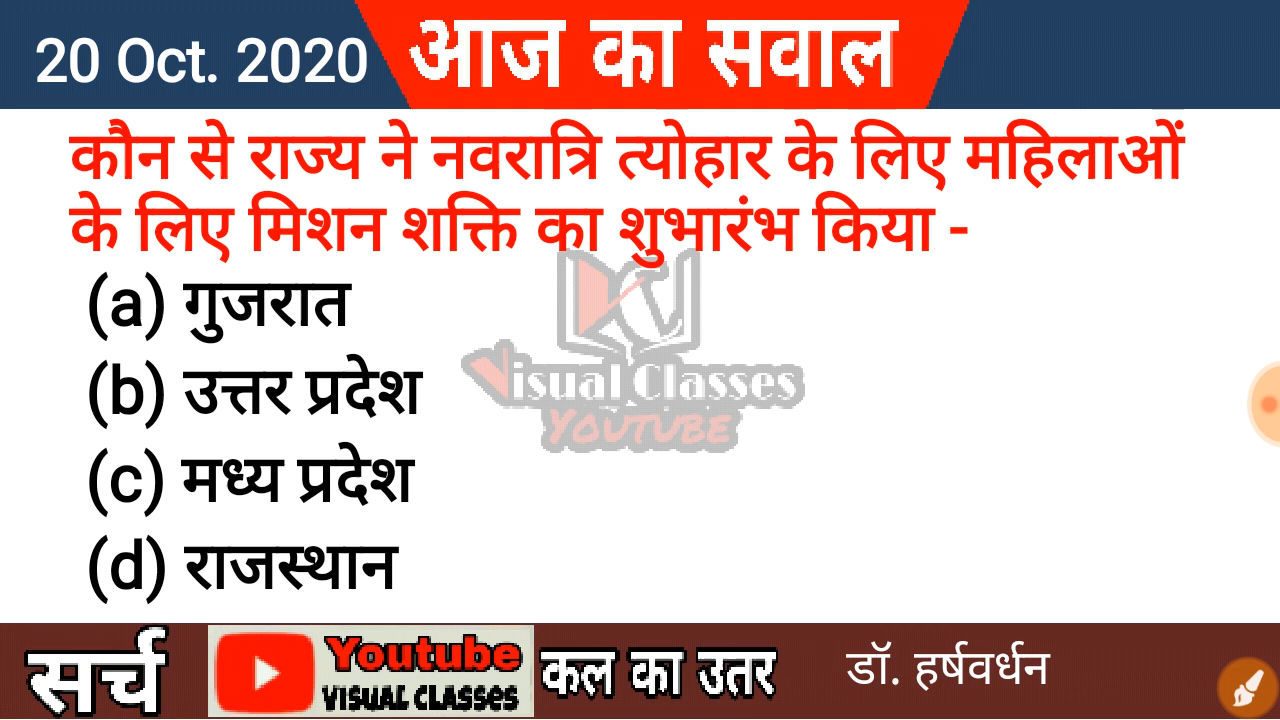 20 Oct. 2020 आज का सवाल
कौन से राज्य ने नवरात्रि त्योहार के लिए महिलाओं
के लिए मिशन शक्ति का शुभारंभ किया -
(a) गुजरात
(b) उत्तर प्रदेश
(c) मध्य प्रदेश
(d) राजस्थान
Visual Classes
YOUTUBE
सर्च Youtube कल का उतर डॉ. हर्षवर्धन
VISUAL CLASSES